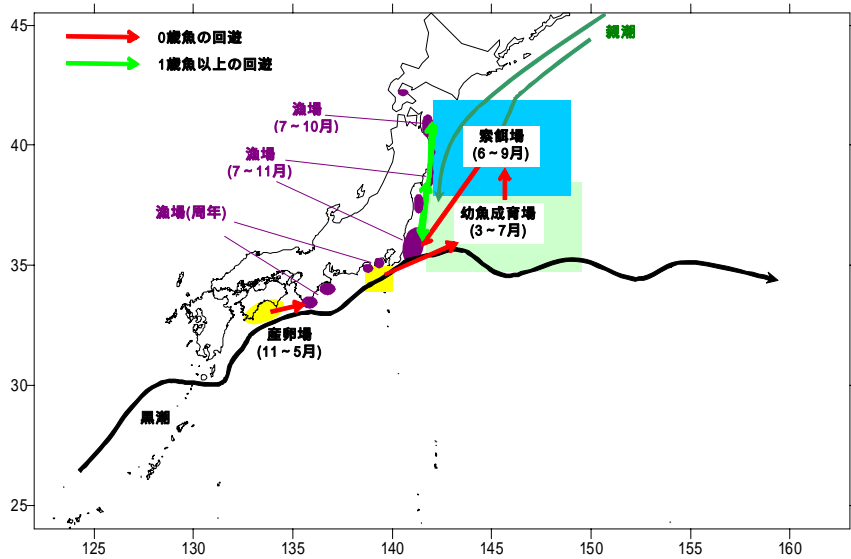 45
40
35
30
25
125
130
135
140
145
150
155
160
0歳魚の回遊
1歳魚以上の回遊
親潮
漁場
(7~10月)
索餌場
(6~9月)
漁場
(7~11月)
漁場(周年)
幼魚成育場
(3~7月)
産卵場
(11~5月)
黒潮